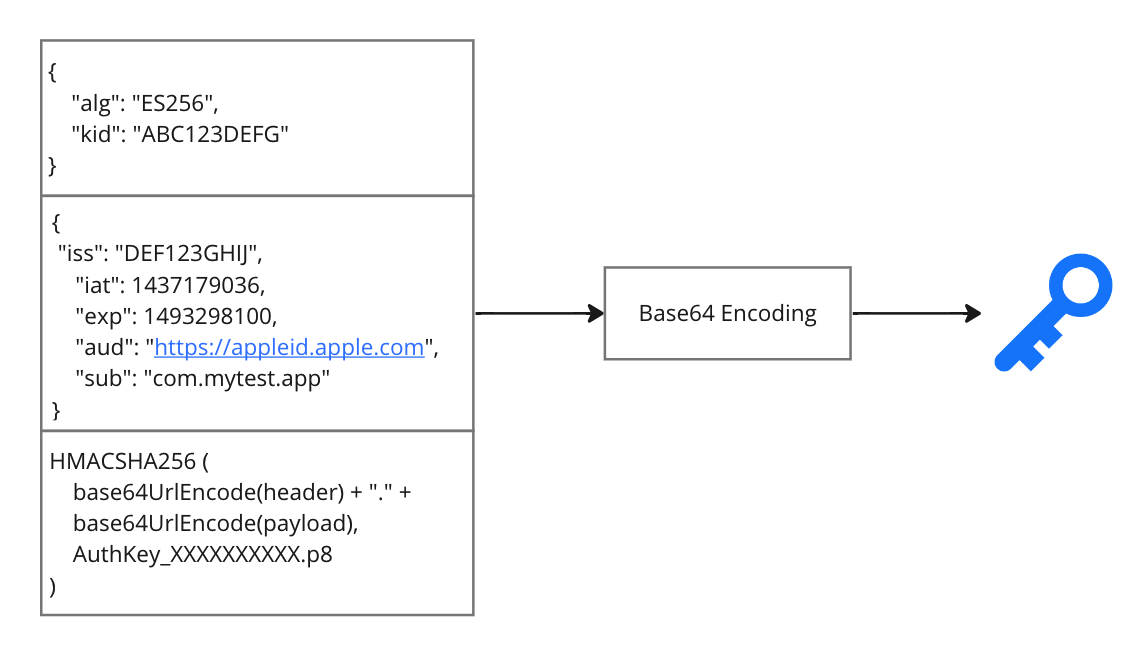 {
"alg": "ES256",
"kid": "ABC123DEFG"
}
{
"iss": "DEF123GHIJ",
"iat": 1437179036,
"exp": 1493298100,
"aud": "https://appleid.apple.com",
"sub": "com.mytest.app"
}
HMACSHA256 (
base64UrlEncode(header) + "." +
base64UrlEncode(payload),
AuthKey_XXXXXXXXXX.p8
)
Base64 Encoding